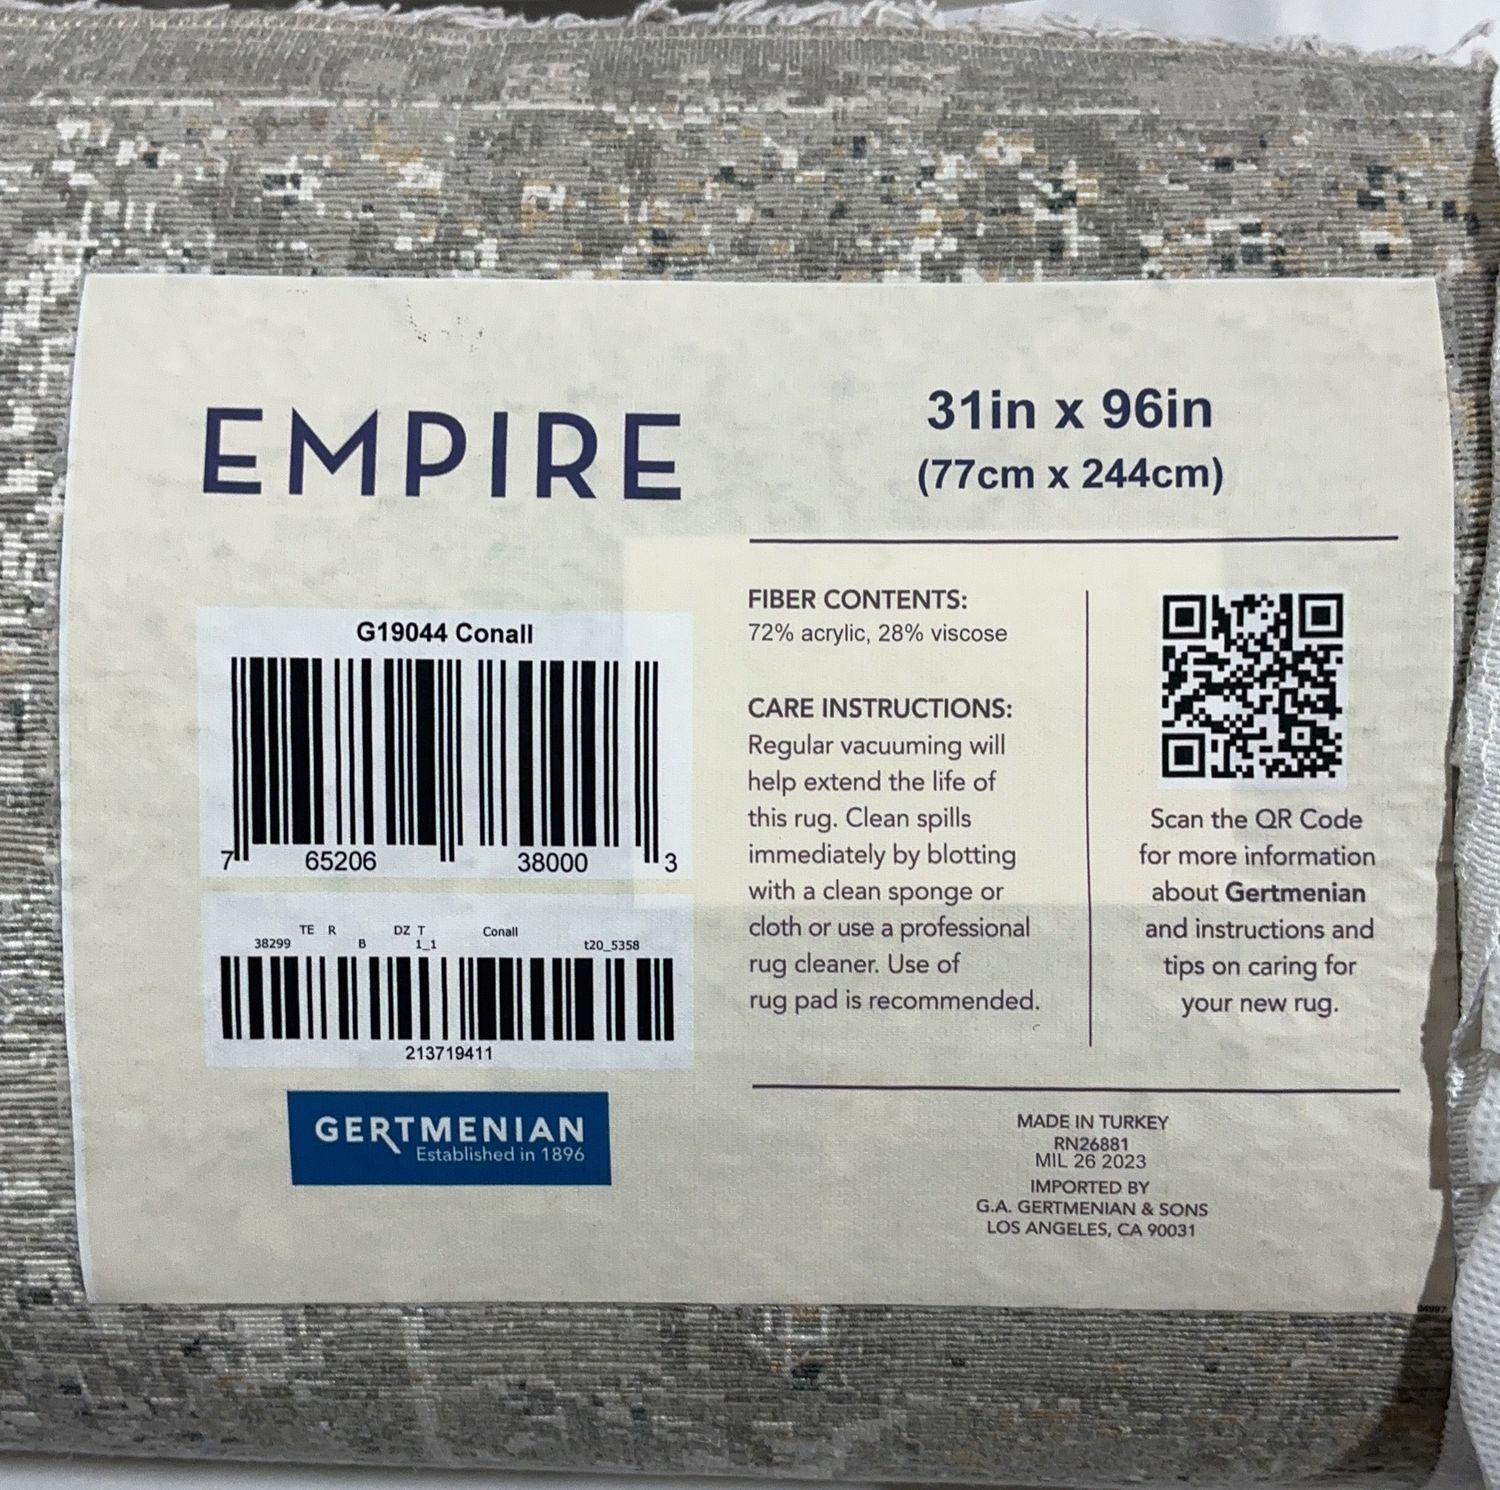 EMPIRE
31in x 96in
(77cm x 244cm)
G19044 Conall
7 65206 38000 3
TE R DZ T Conall
38299 B 1_1 t20_5358
213719411
GERTMENIAN
Established in 1896
FIBER CONTENTS:
72% acrylic, 28% viscose
CARE INSTRUCTIONS:
Regular vacuuming will
help extend the life of
this rug. Clean spills
immediately by blotting
with a clean sponge or
cloth or use a professional
rug cleaner. Use of
rug pad is recommended.
Scan the QR Code
for more information
about Gertmenian
and instructions and
tips on caring for
your new rug.
MADE IN TURKEY
RN26881
MIL 26 2023
IMPORTED BY
G.A. GERTMENIAN & SONS
LOS ANGELES, CA 90031